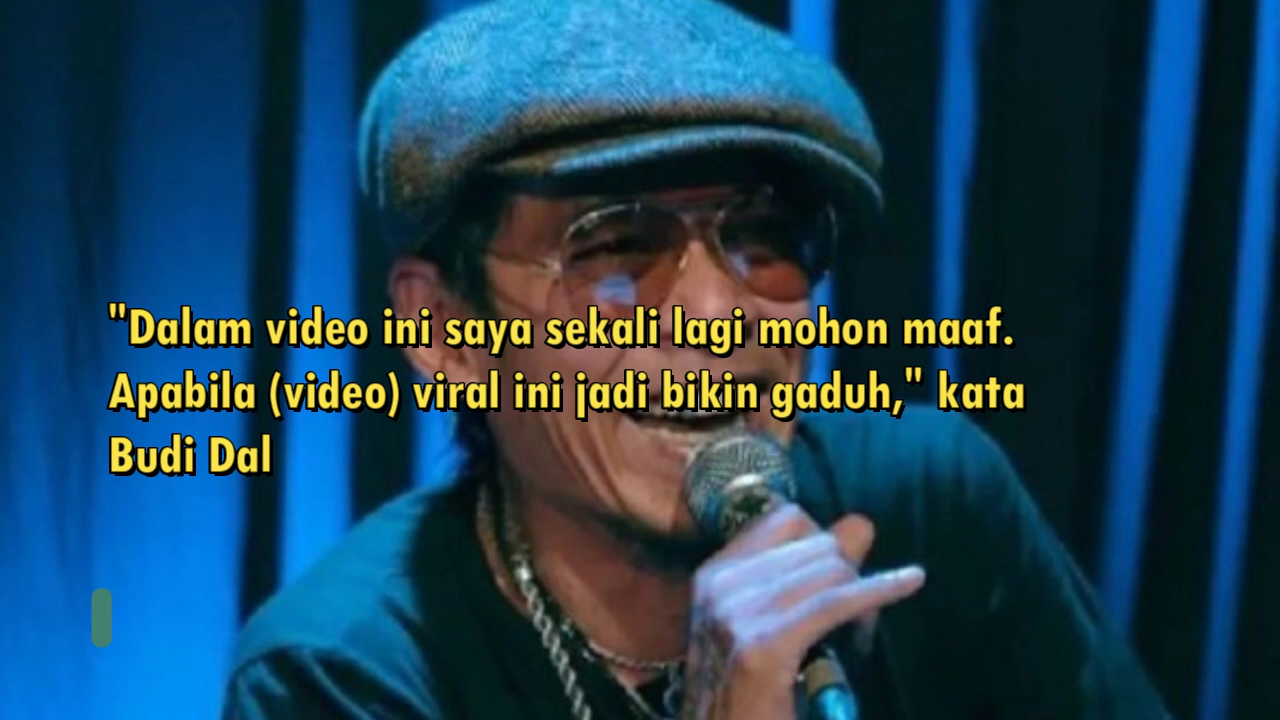 "Dalam video ini saya sekali lagi mohon maaf.
Apabila (video) viral ini jadi bikin gaduh," kata
Budi Dal